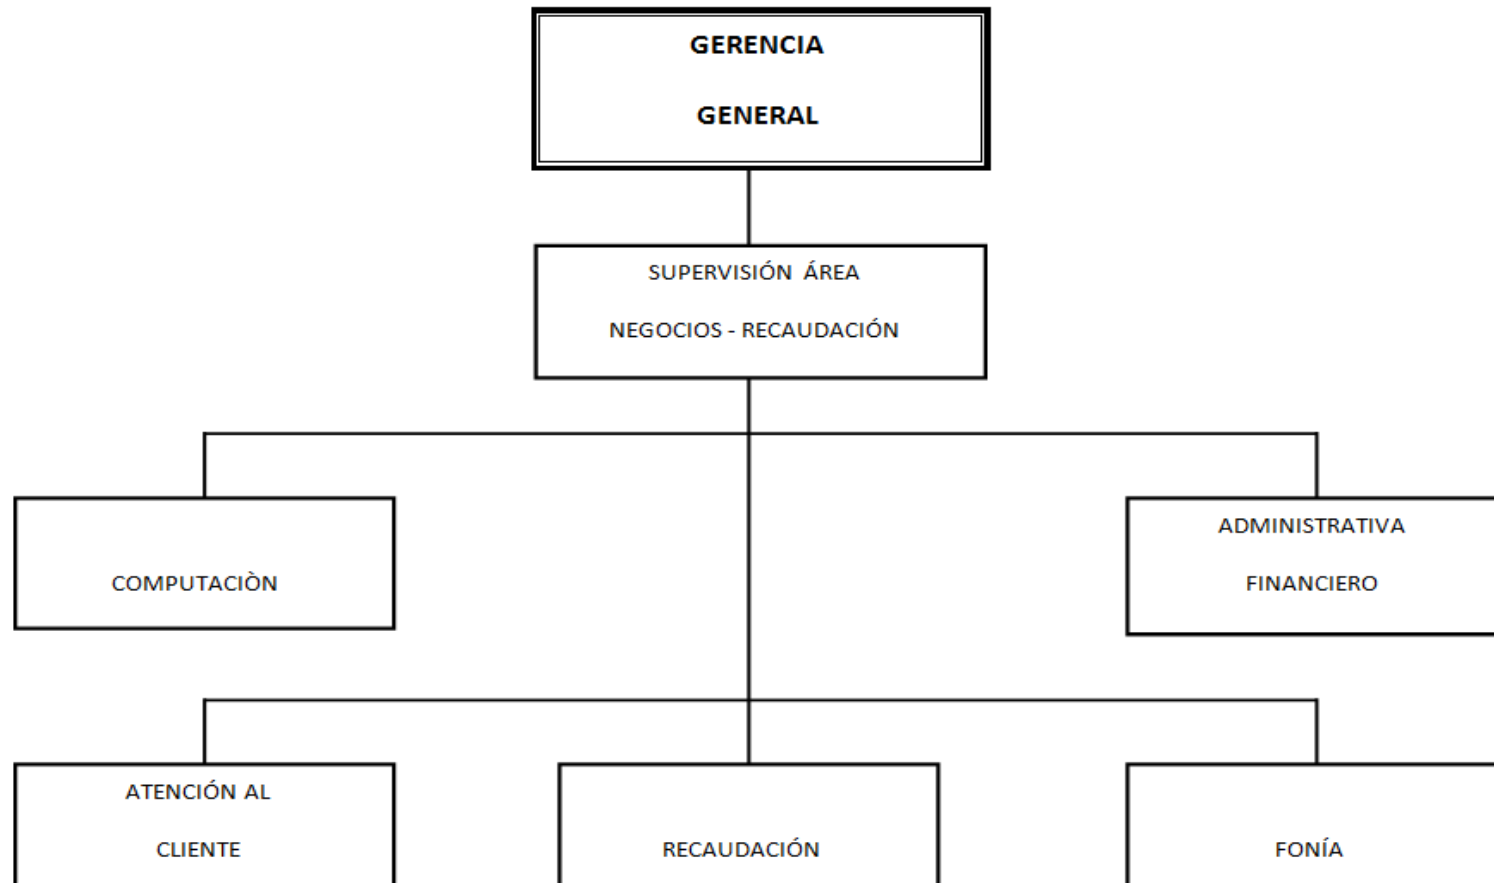 GERENCIA
GENERAL
SUPERVISIÓN ÁREA
NEGOCIOS - RECAUDACIÓN
COMPUTACIÒN
ADMINISTRATIVA
FINANCIERO
ATENCIÓN AL
CLIENTE
RECAUDACIÓN
FONÍA